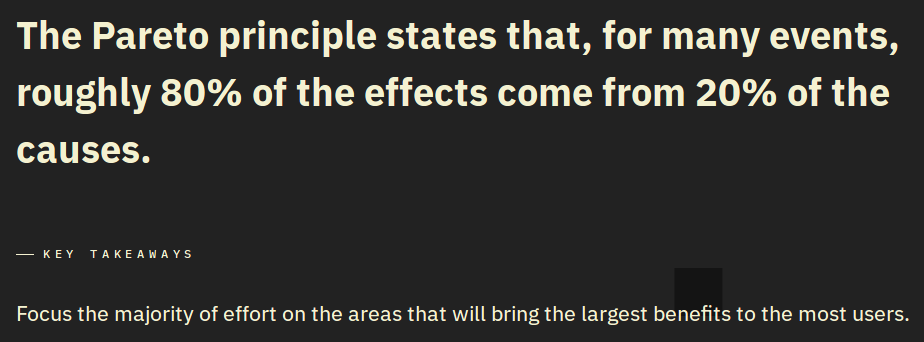 The Pareto principle states that, for many events,
roughly 80% of the effects come from 20% of the
causes.
KEY TAKEAWAYS
Focus the majority of effort on the areas that will bring the largest benefits to the most users.